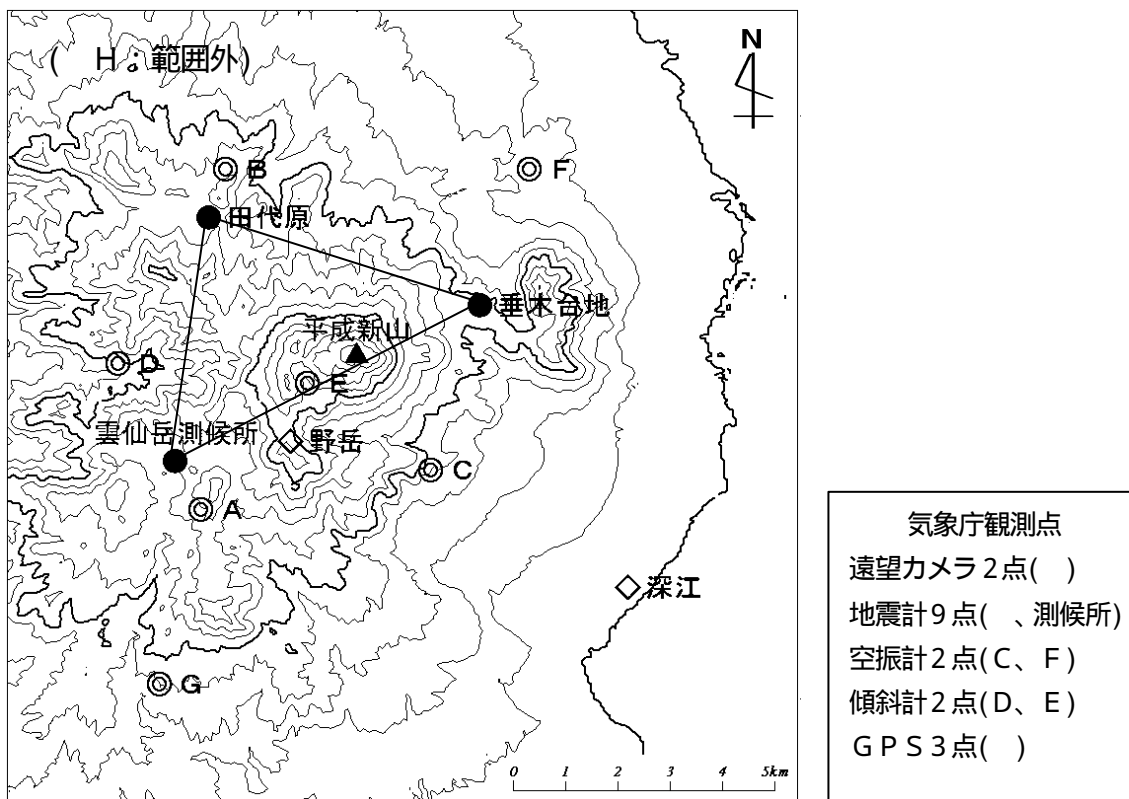 ( H：範囲外)
N
B
F
田代原
垂木台地
平成新山
D
E
雲仙岳測候所
野岳
C
A
深江
G
0 1 2 3 4 5km
気象庁観測点
遠望カメラ2点( )
地震計9点( 、測候所)
空振計2点(C、F)
傾斜計2点(D、E)
GPS3点( )